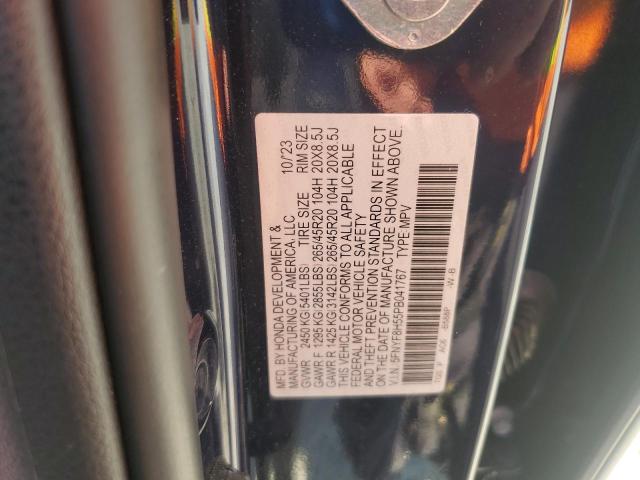 MFD. BY HONDA DEVELOPMENT &
MANUFACTURING OF AMERICA, LLC 10/'23
TIRE SIZE RIM SIZE
GVWR 2450 KG(5401LBS)
GAWR. F 1295 KG(2855LBS) 265/45R20 104H 20X8.5J
GAWR. R 1425 KG(3142LBS) 265/45R20 104H 20X8.5J
THIS VEHICLE CONFORMS TO ALL APPLICABLE
FEDERAL MOTOR VEHICLE SAFETY
AND THEFT PREVENTION STANDARDS IN EFFECT
ON THE DATE OF MANUFACTURE SHOWN ABOVE.
V.I.N. 5FNYF8H55PB041767 TYPE:MPV